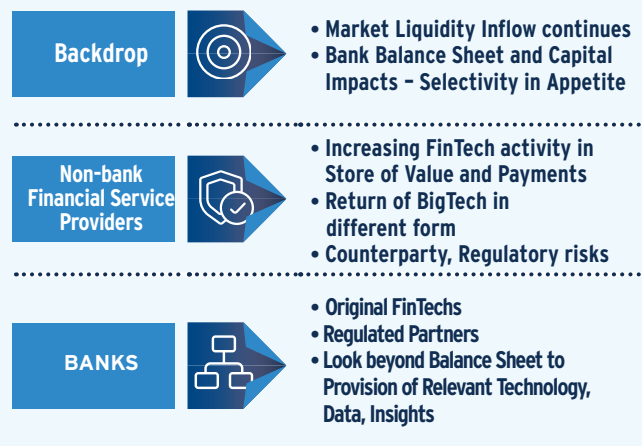 Backdrop
• Market Liquidity Inflow continues
• Bank Balance Sheet and Capital
Impacts – Selectivity in Appetite
Non-bank
Financial Service
Providers
• Increasing FinTech activity in
Store of Value and Payments
• Return of BigTech in
different form
• Counterparty, Regulatory risks
BANKS
• Original FinTechs
• Regulated Partners
• Look beyond Balance Sheet to
Provision of Relevant Technology,
Data, Insights